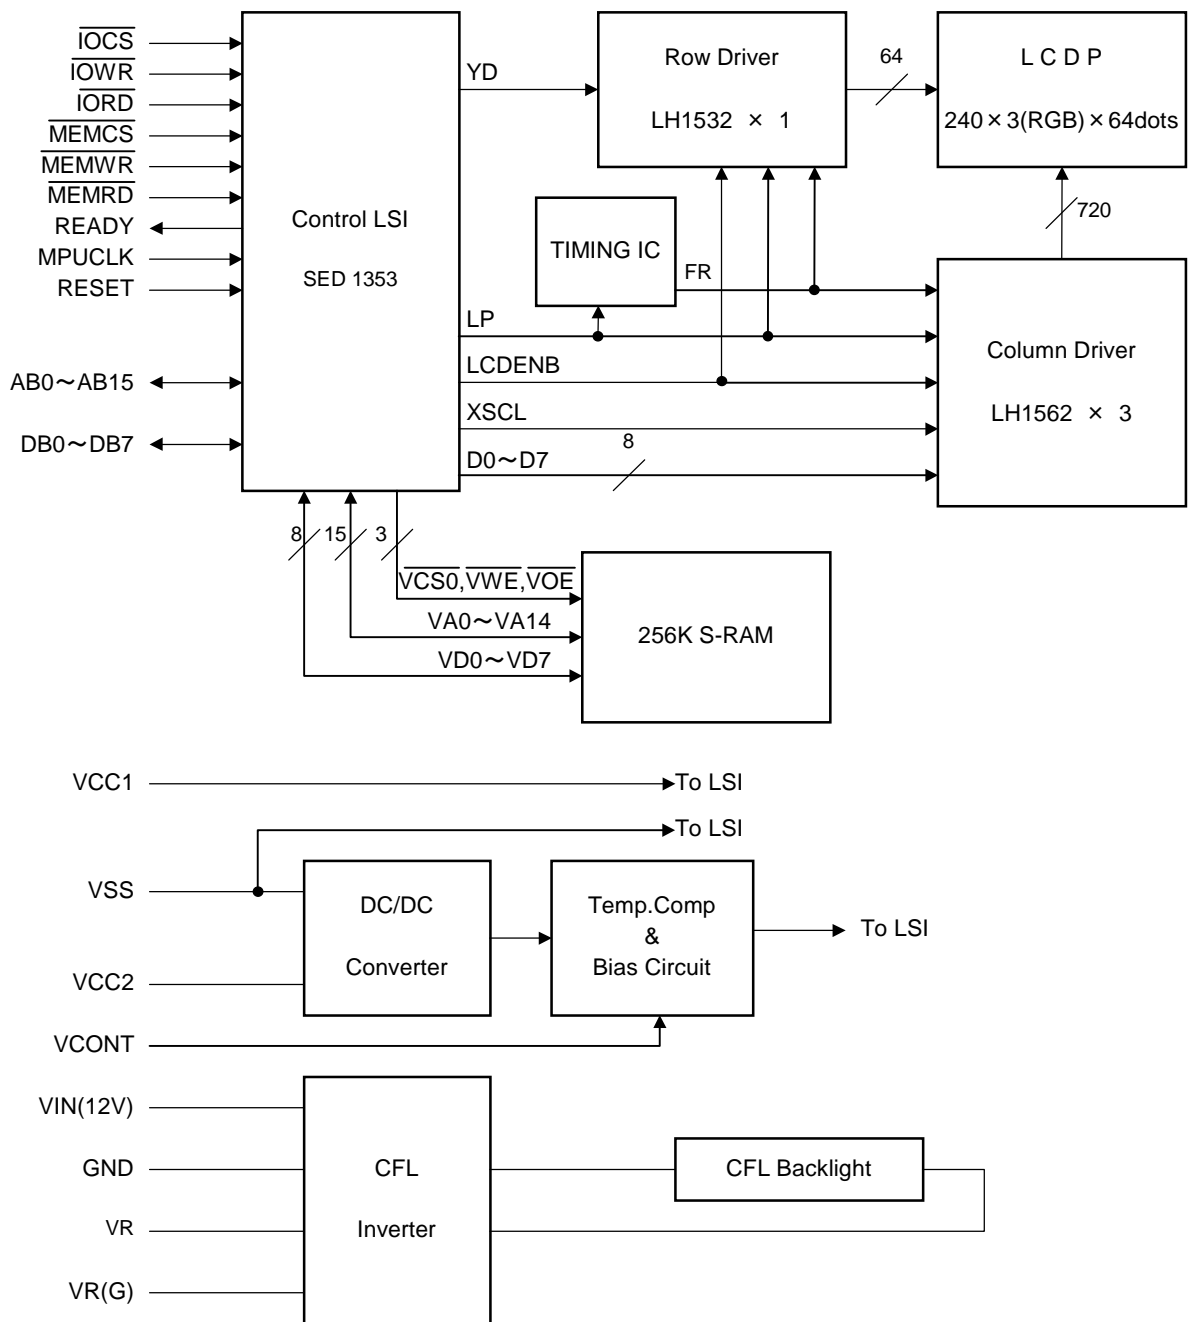 IOCS
IOWR
IORD
MEMCS
MEMWR
MEMRD
READY
MPUCLK
RESET
AB0～AB15
DB0～DB7
Control LSI
SED 1353
YD
Row Driver
LH1532 × 1
64
L C D P
240×3(RGB)×64dots
720
TIMING IC
FR
LP
LCDENB
XSCL
D0～D7
8
Column Driver
LH1562 × 3
8
15
3
VCS0,VWE,VOE
VA0～VA14
VD0～VD7
256K S-RAM
VCC1
To LSI
To LSI
VSS
DC/DC
Converter
Temp.Comp
&
Bias Circuit
To LSI
VCC2
VCONT
VIN(12V)
GND
VR
VR(G)
CFL
Inverter
CFL Backlight